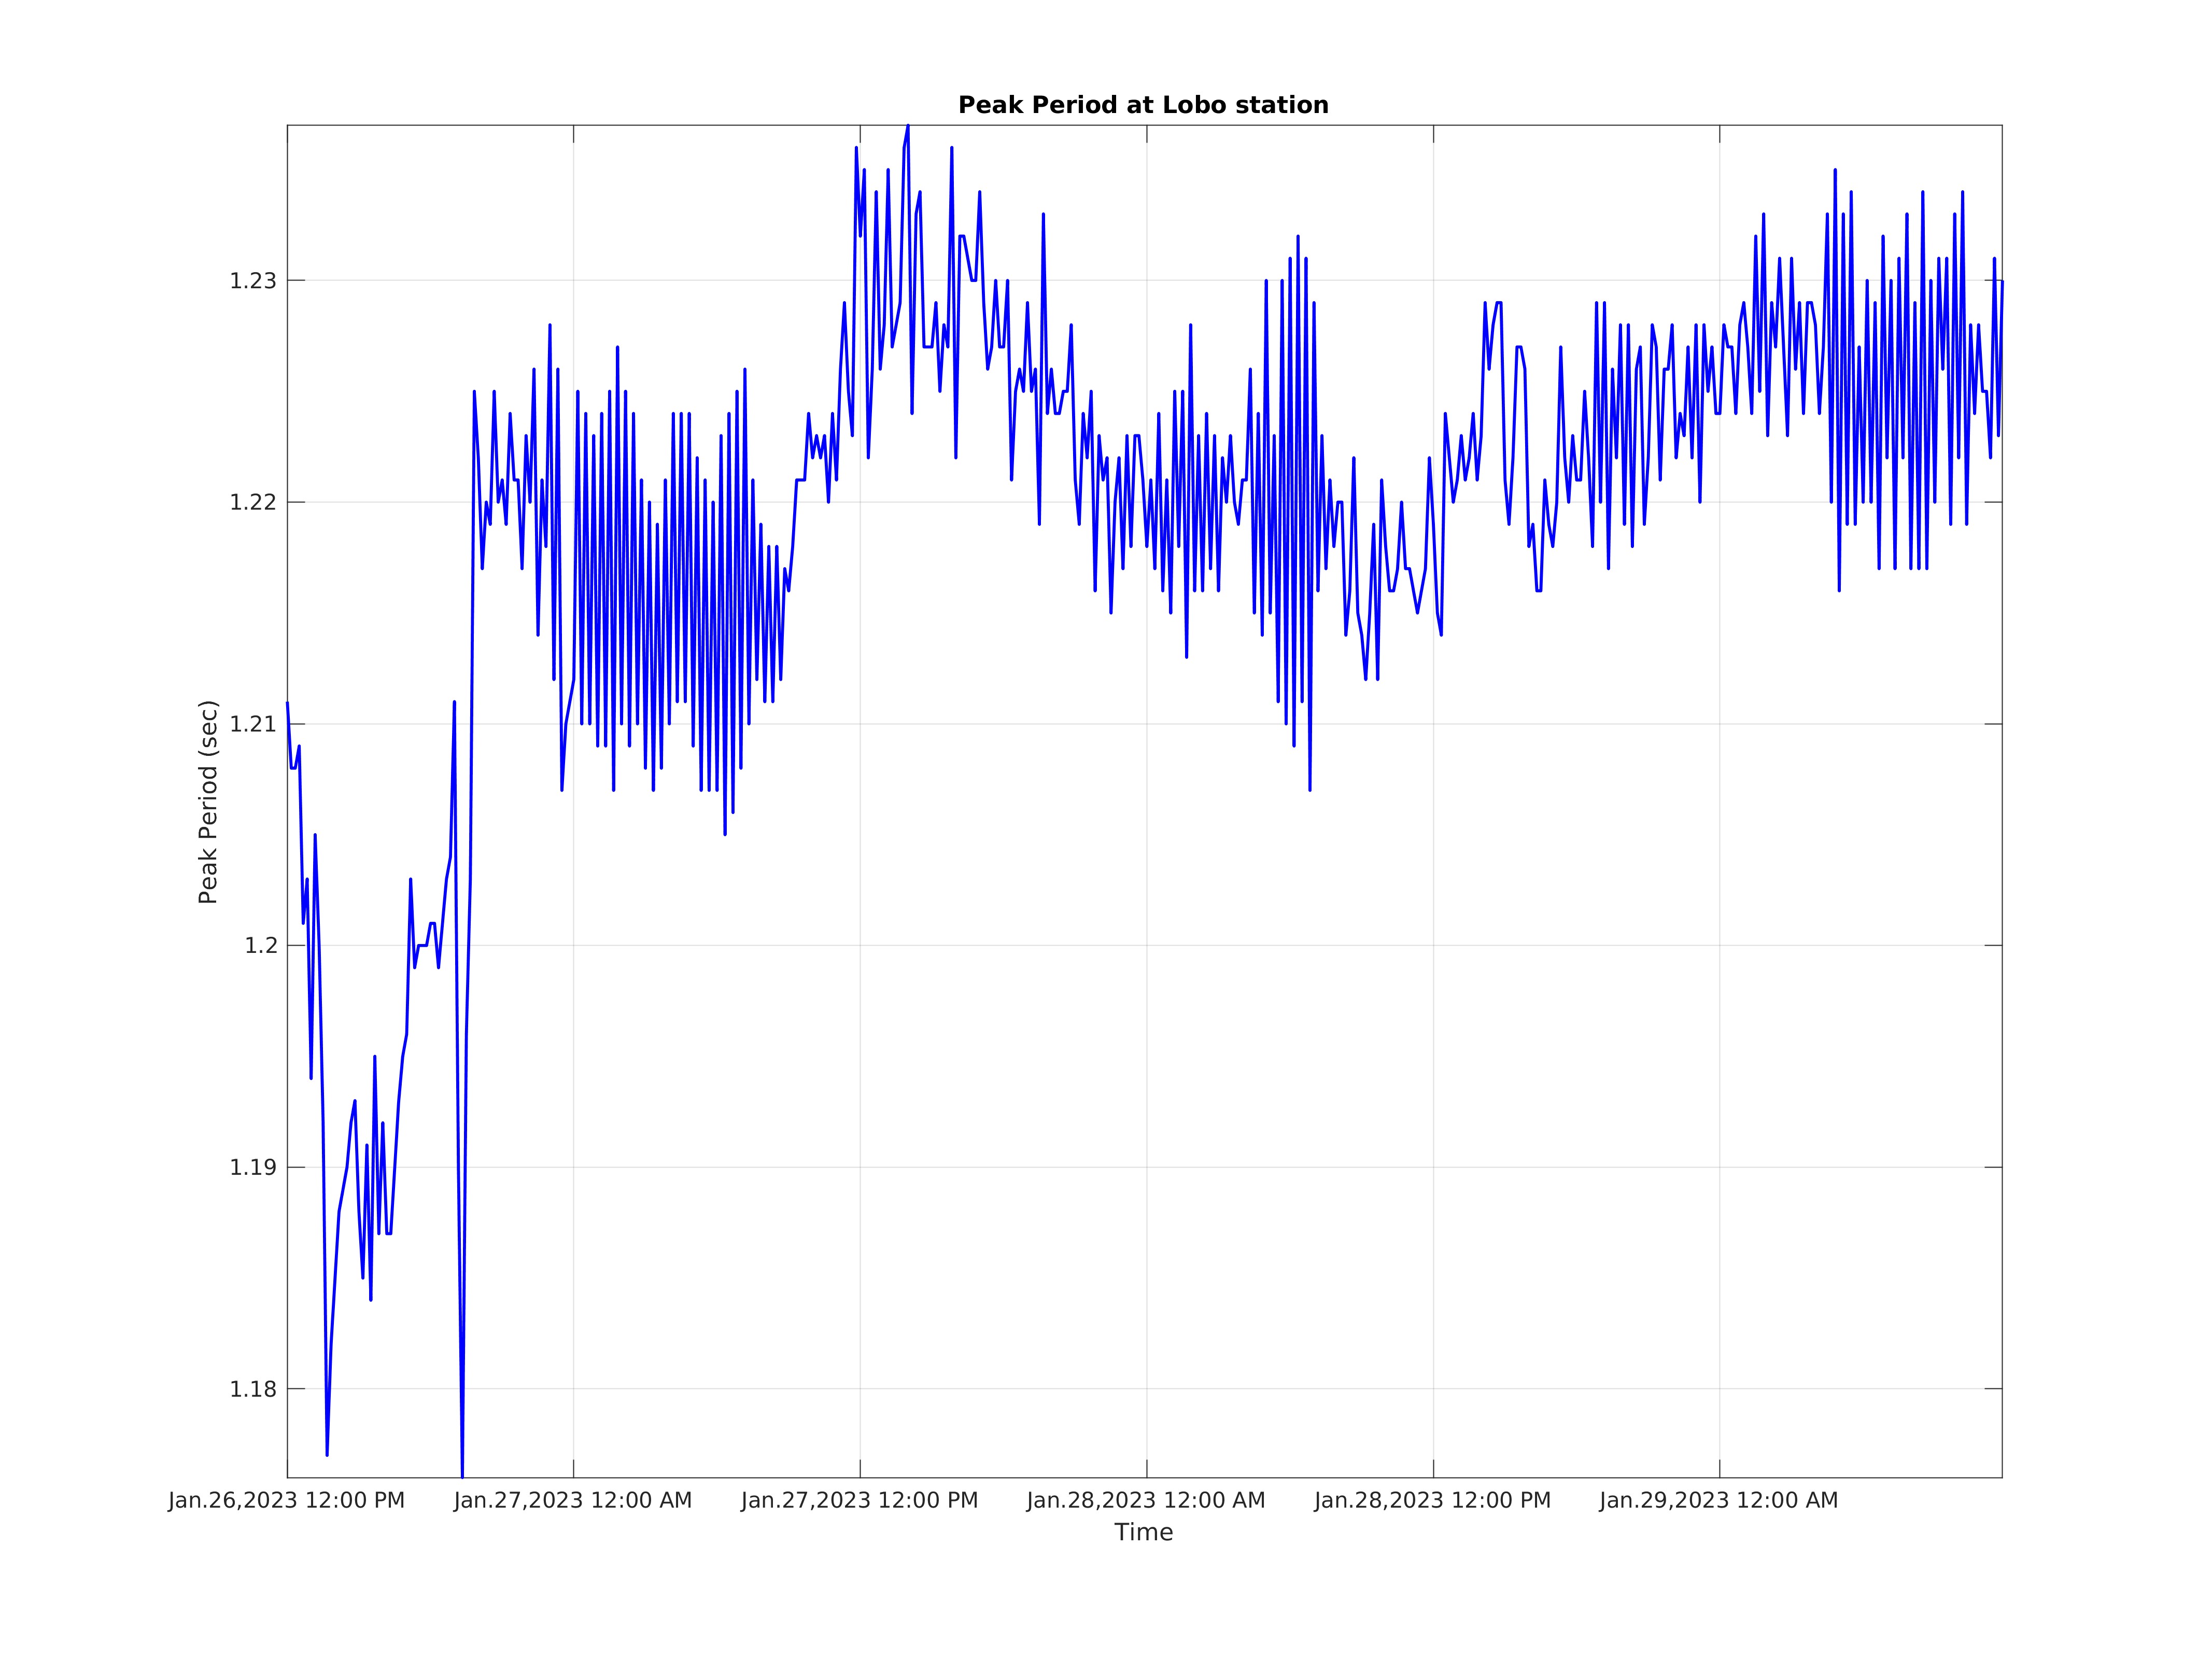 Peak Period at Lobo station
Peak Period (sec)
1.23
1.22
1.21
1.2
1.19
1.18
Jan.26,2023 12:00 PM
Jan.27,2023 12:00 AM
Jan.27,2023 12:00 PM
Jan.28,2023 12:00 AM
Jan.28,2023 12:00 PM
Jan.29,2023 12:00 AM
Time